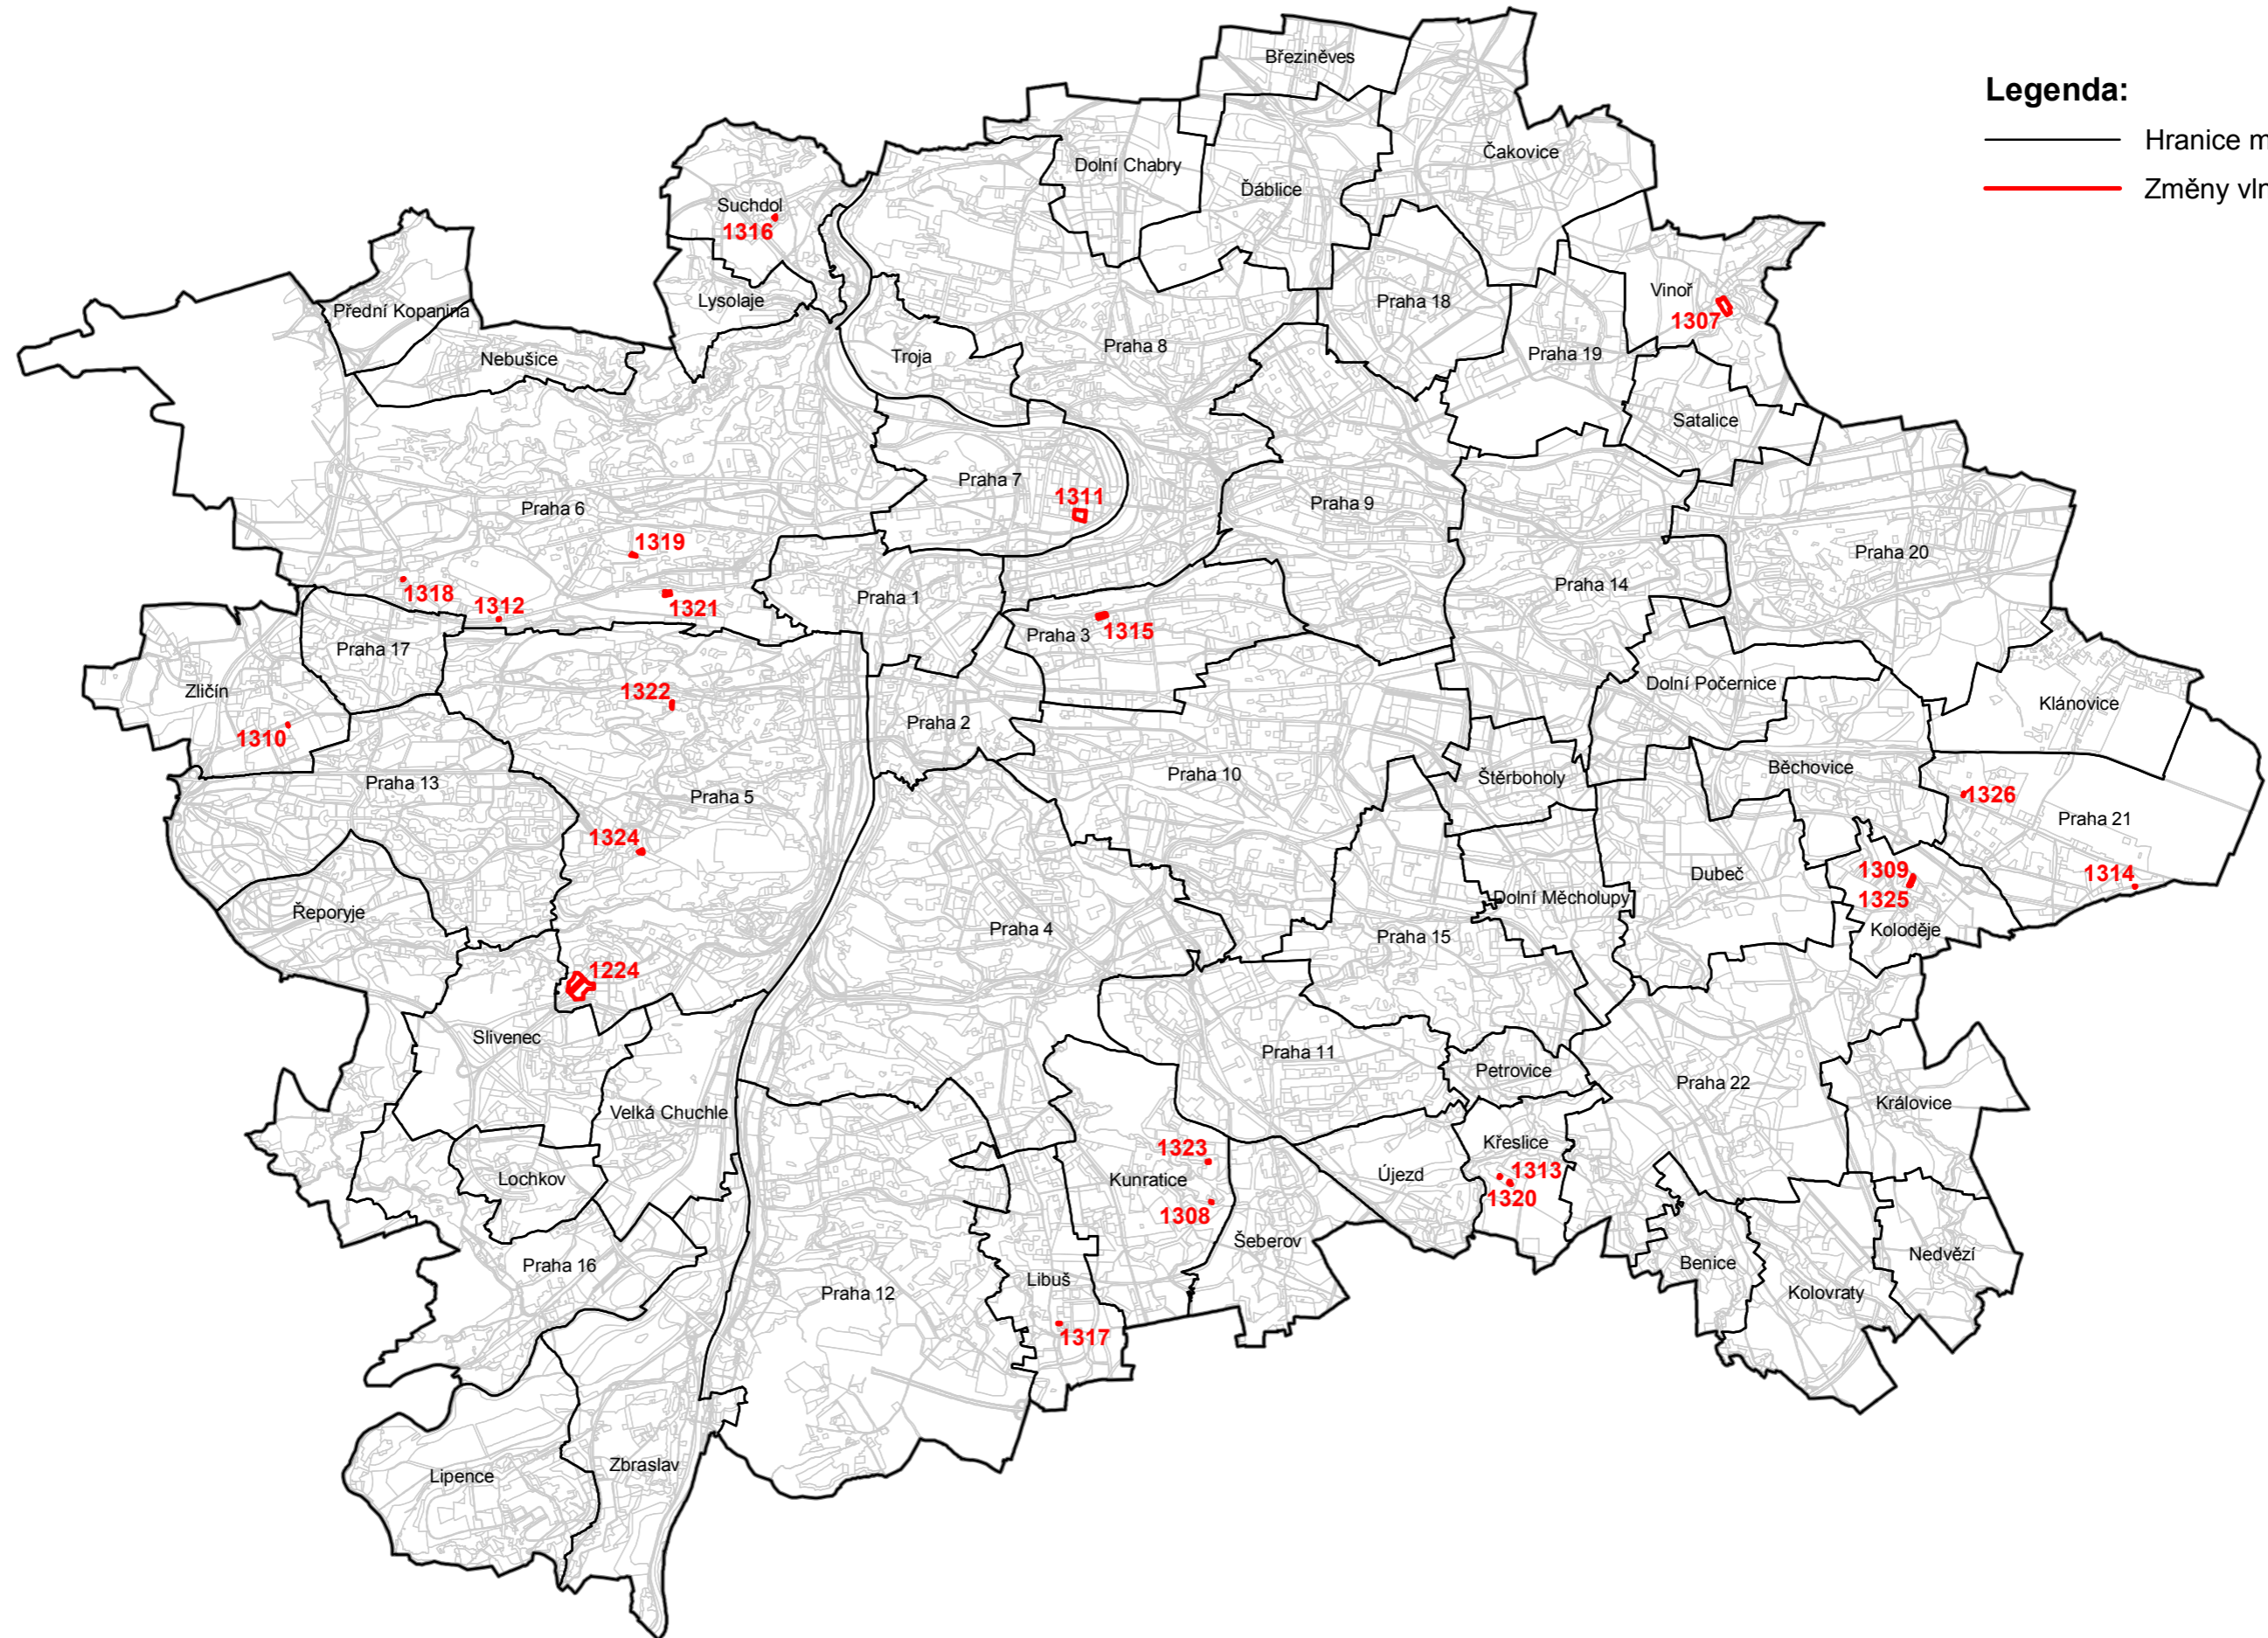 Březiněves
Legenda:
Hranice m
Změny vln
Čakovice
Dolní Chabry
Ďáblice
Suchdol
1316
Vinoř
1307
Lysolaje
Praha 18
Přední Kopanina
Nebušice
Troja
Praha 8
Praha 19
Satalice
Praha 7
1311
Praha 9
Praha 6
1319
Praha 20
1318
1312
1321
Praha 1
Praha 14
Praha 3
1315
Praha 17
Zličín
1322
Dolní Počernice
Klánovice
1310
Praha 2
Praha 13
Praha 5
Praha 10
Štěrboholy
Běchovice
1326
Praha 21
1324
1309
1325
1314
Dubeč
Koloděje
Řeporyje
Dolní Měcholupy
Praha 4
Praha 15
1224
Slivenec
Praha 11
Petrovice
Praha 22
Královice
Velká Chuchle
1323
Křeslice
Lochkov
Kunratice
Újezd
1313
1320
1308
Šeberov
Benice
Nedvězí
Praha 16
Libuš
Praha 12
Kolovraty
1317
Lipence
Zbraslav